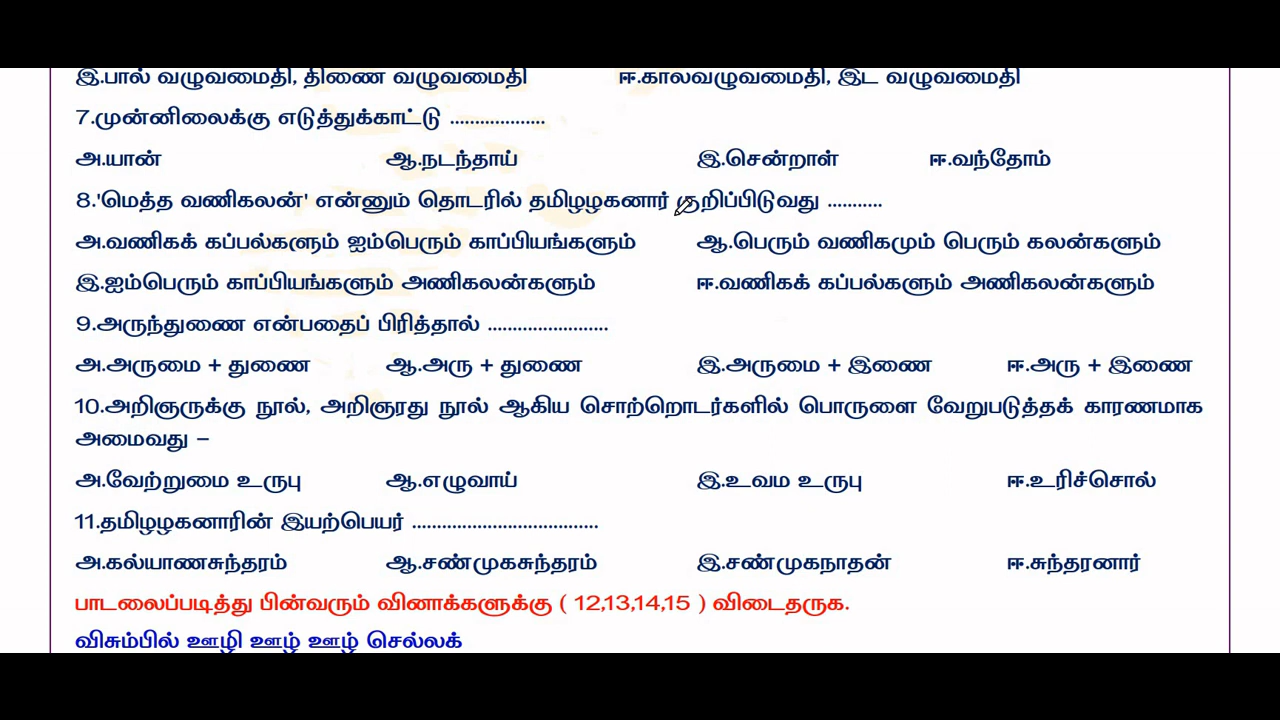 இ.பால் வழுவமைதி, திணை வழுவமைதி ஈ.காலவழுவமைதி, இட வழுவமைதி
7.முன்னிலைக்கு எடுத்துக்காட்டு ...................
அ.யான் ஆ.நடந்தாய் இ.சென்றாள் ஈ.வந்தோம்
8.'மெத்த வணிகலன்' என்னும் தொடரில் தமிழழகனார் குறிப்பிடுவது ...........
அ.வணிகக் கப்பல்களும் ஐம்பெரும் காப்பியங்களும் ஆ.பெரும் வணிகமும் பெரும் கலன்களும்
இ.ஐம்பெரும் காப்பியங்களும் அணிகலன்களும் ஈ.வணிகக் கப்பல்களும் அணிகலன்களும்
9.அருந்துணை என்பதைப் பிரித்தால் ........................
அ.அருமை + துணை ஆ.அரு + துணை இ.அருமை + இணை ஈ.அரு + இணை
10.அறிஞருக்கு நூல், அறிஞரது நூல் ஆகிய சொற்றொடர்களில் பொருளை வேறுபடுத்தக் காரணமாக
அமைவது –
அ.வேற்றுமை உருபு ஆ.எழுவாய் இ.உவம உருபு ஈ.உரிச்சொல்
11.தமிழழகனாரின் இயற்பெயர் .....................................
அ.கல்யாணசுந்தரம் ஆ.சண்முகசுந்தரம் இ.சண்முகநாதன் ஈ.சுந்தரனார்
பாடலைப்படித்து பின்வரும் வினாக்களுக்கு ( 12,13,14,15 ) விடைதருக.
விசும்பில் ஊழி ஊழ் ஊழ் செல்லக்